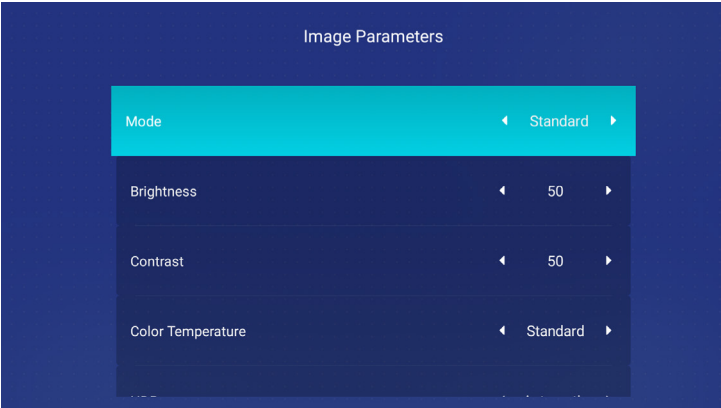 Image Parameters
Mode Standard
Brightness 50
Contrast 50
Color Temperature Standard